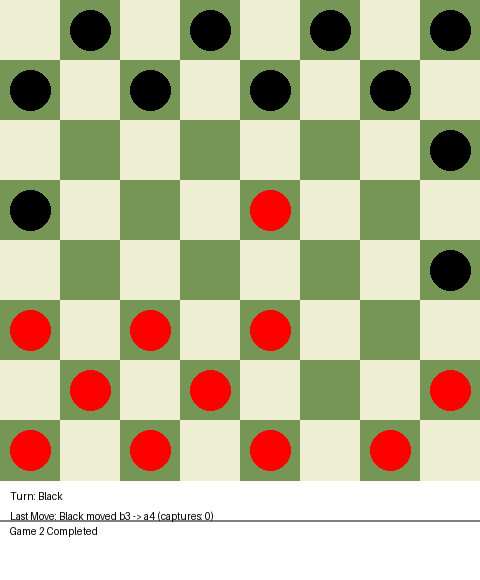 Turn: Black
Last Move: Black moved b3 -> a4 (captures: 0)
Game 2 Completed